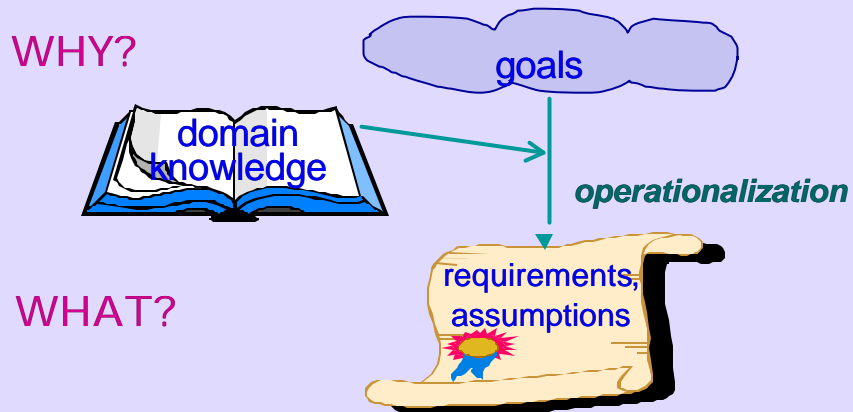 WHY?
goals
domain
knowledge
operationalization
requirements,
assumptions
WHAT?